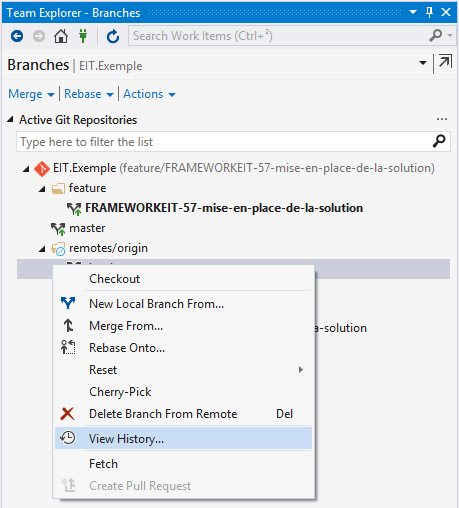 Team Explorer - Branches
Search Work Items (Ctrl+²)
Branches | EIT.Exemple
Merge Rebase Actions
Active Git Repositories ...
Type here to filter the list
EIT.Exemple (feature/FRAMEWORKEIT-57-mise-en-place-de-la-solution)
feature
FRAMEWORKEIT-57-mise-en-place-de-la-solution
master
remotes/origin
Checkout
New Local Branch From...
Merge From...
la-solution
Rebase Onto...
Reset
Cherry-Pick
Delete Branch From Remote Del
View History...
Fetch
Create Pull Request